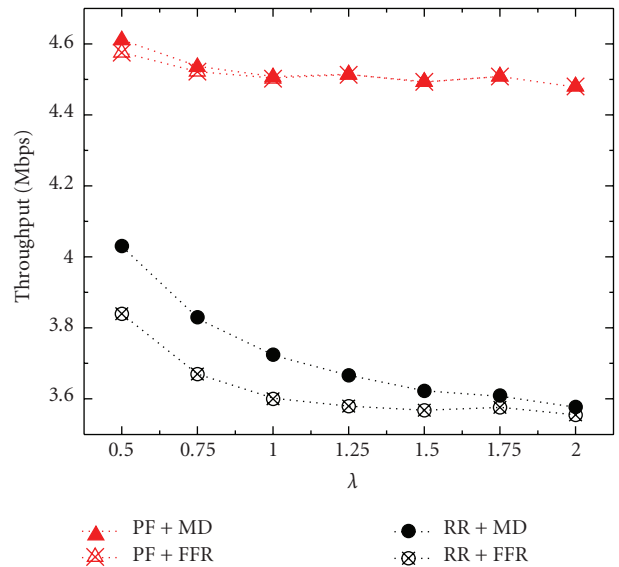 Throughput (Mbps)
4.6
4.4
4.2
4
3.8
3.6
0.5 0.75 1 1.25 1.5 1.75 2
λ
PF + MD
PF + FFR
RR + MD
RR + FFR